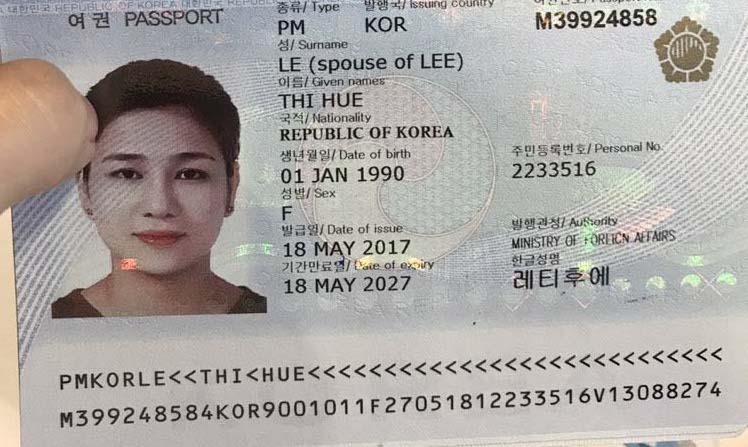 대한민국 REPUBLIC OF KOREA 대한민국
여권 PASSPORT
종류/ Type 발행국/ Issuing country
PM KOR M39924858
성/ Surname
LE (spouse of LEE)
이름/ Given names
THI HUE
국적/ Nationality
REPUBLIC OF KOREA
생년월일/ Date of birth 주민등록번호/ Personal No.
01 JAN 1990 2233516
성별/ Sex
F
발급일/ Date of issue 발행관청/ Authority
18 MAY 2017 MINISTRY OF FOREIGN AFFAIRS
기간만료일/ Date of expiry 한글성명
18 MAY 2027 레티후에
PMKORLE<<THI<HUE<<<<<<<<<<<<<<<<<<<<<<<<<<<<
M399248584KOR9001011F27051812233516V13088274